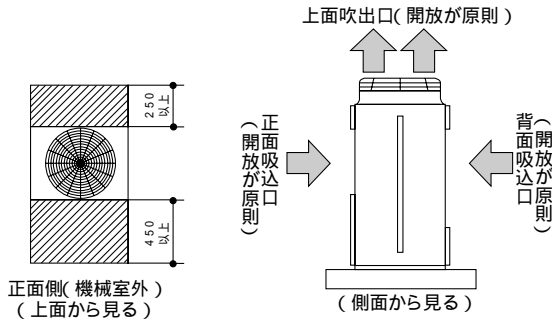 上面吹出口(開放が原則)
250
以上
450
以上
正面側(機械室外)
(上面から見る)
正面吸込口
(開放が原則)
背面吸込口
(開放が原則)
(側面から見る)